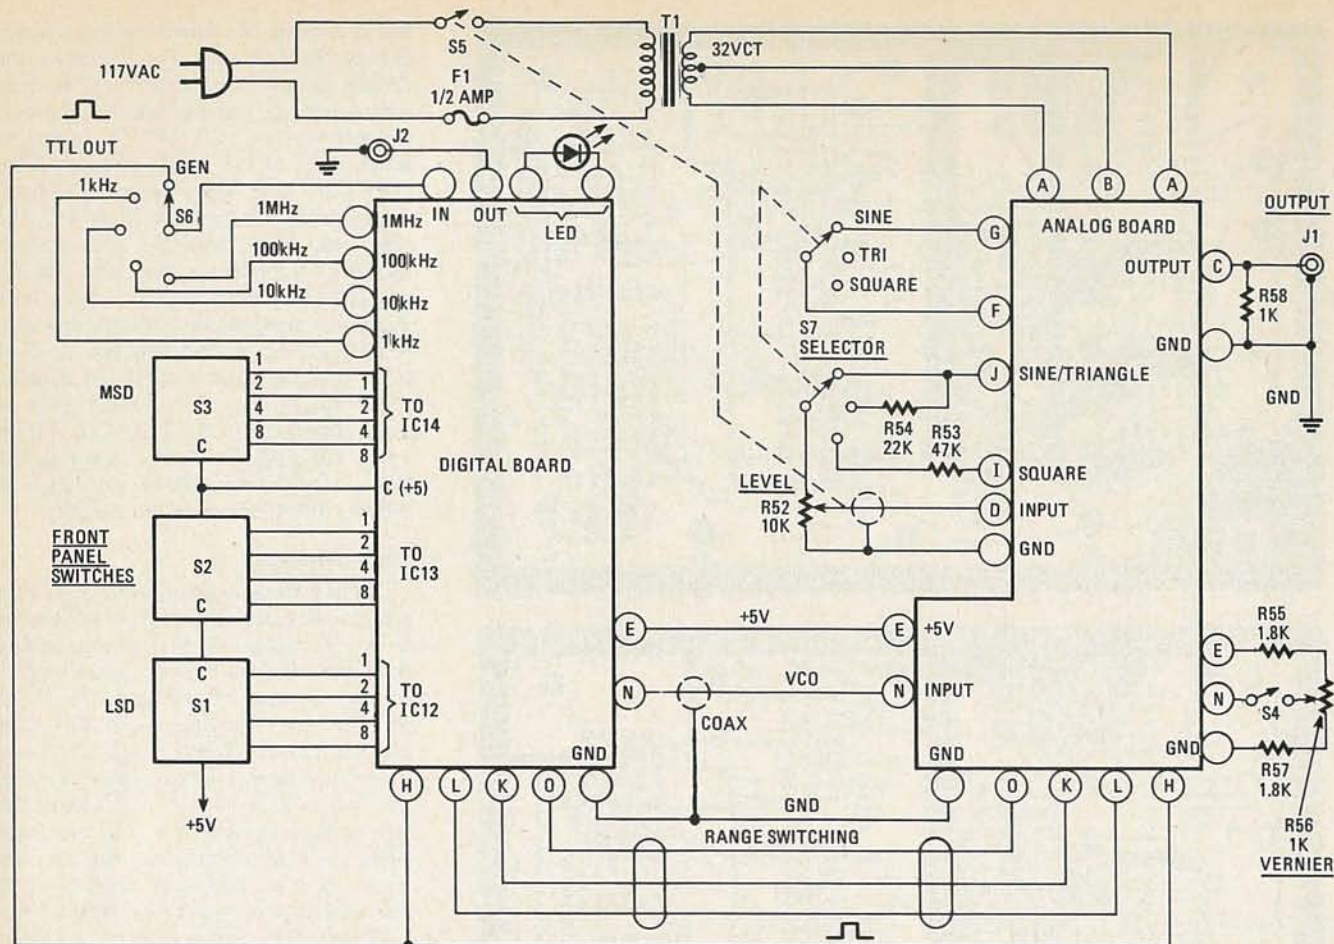 117VAC
S5
F1
1/2 AMP
T1
32VCT
TTL OUT
GEN
1kHz
S6
1MHz
100kHz
10kHz
1kHz
J2
IN
OUT
LED
1MHz
100kHz
10kHz
1kHz
MSD
S3
C
1
2
4
8
1
2
4
8
TO
IC14
DIGITAL BOARD
C (+5)
FRONT
PANEL
SWITCHES
S2
C
1
2
4
8
TO
IC13
LSD
C
S1
1
2
4
8
TO
IC12
+5V
GND
E
N
H
L
K
O
+5V
VCO
COAX
GND
RANGE SWITCHING
A
B
A
ANALOG BOARD
SINE
TRI
SQUARE
G
F
S7
SELECTOR
J
SINE/TRIANGLE
R54
22K
R53
47K
I
SQUARE
LEVEL
R52
10K
D
INPUT
GND
E
+5V
N
INPUT
GND
O
K
L
H
OUTPUT
C
GND
OUTPUT
J1
R58
1K
GND
E
R55
1.8K
N
S4
GND
R57
1.8K
R56
1K
VERNIER